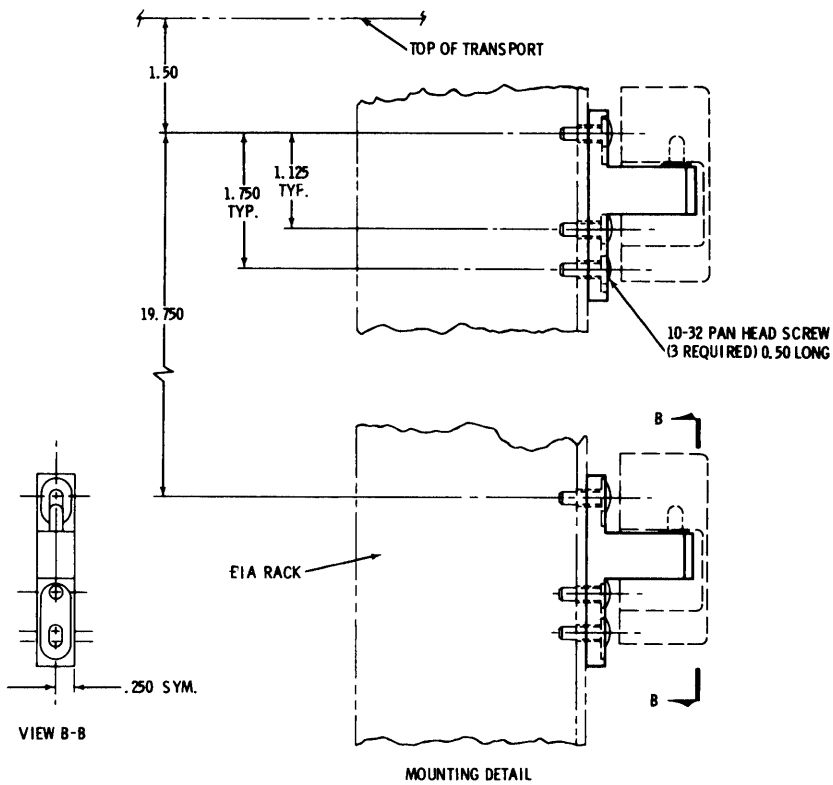 TOP OF TRANSPORT
1.50
1.125
TYP.
1.750
TYP.
19.750
10-32 PAN HEAD SCREW
(3 REQUIRED) 0.50 LONG
B
EIA RACK
.250 SYM.
B
VIEW B-B
MOUNTING DETAIL